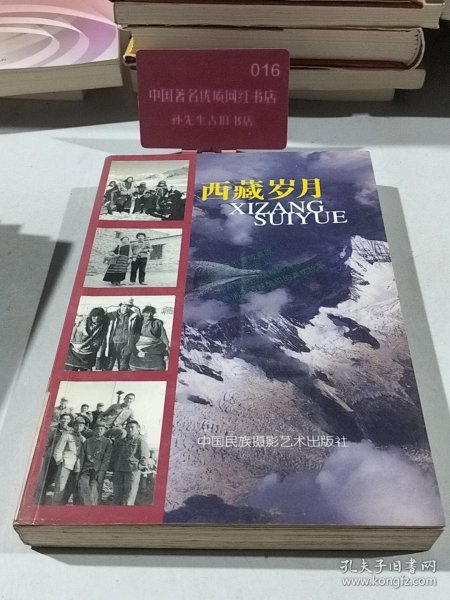 016
中国著名优质网红书店
孙先生古旧书店
西藏岁月
XIZANG
SUIYUE
中国民族摄影艺术出版社
孔夫子旧书网
www.kongfz.com